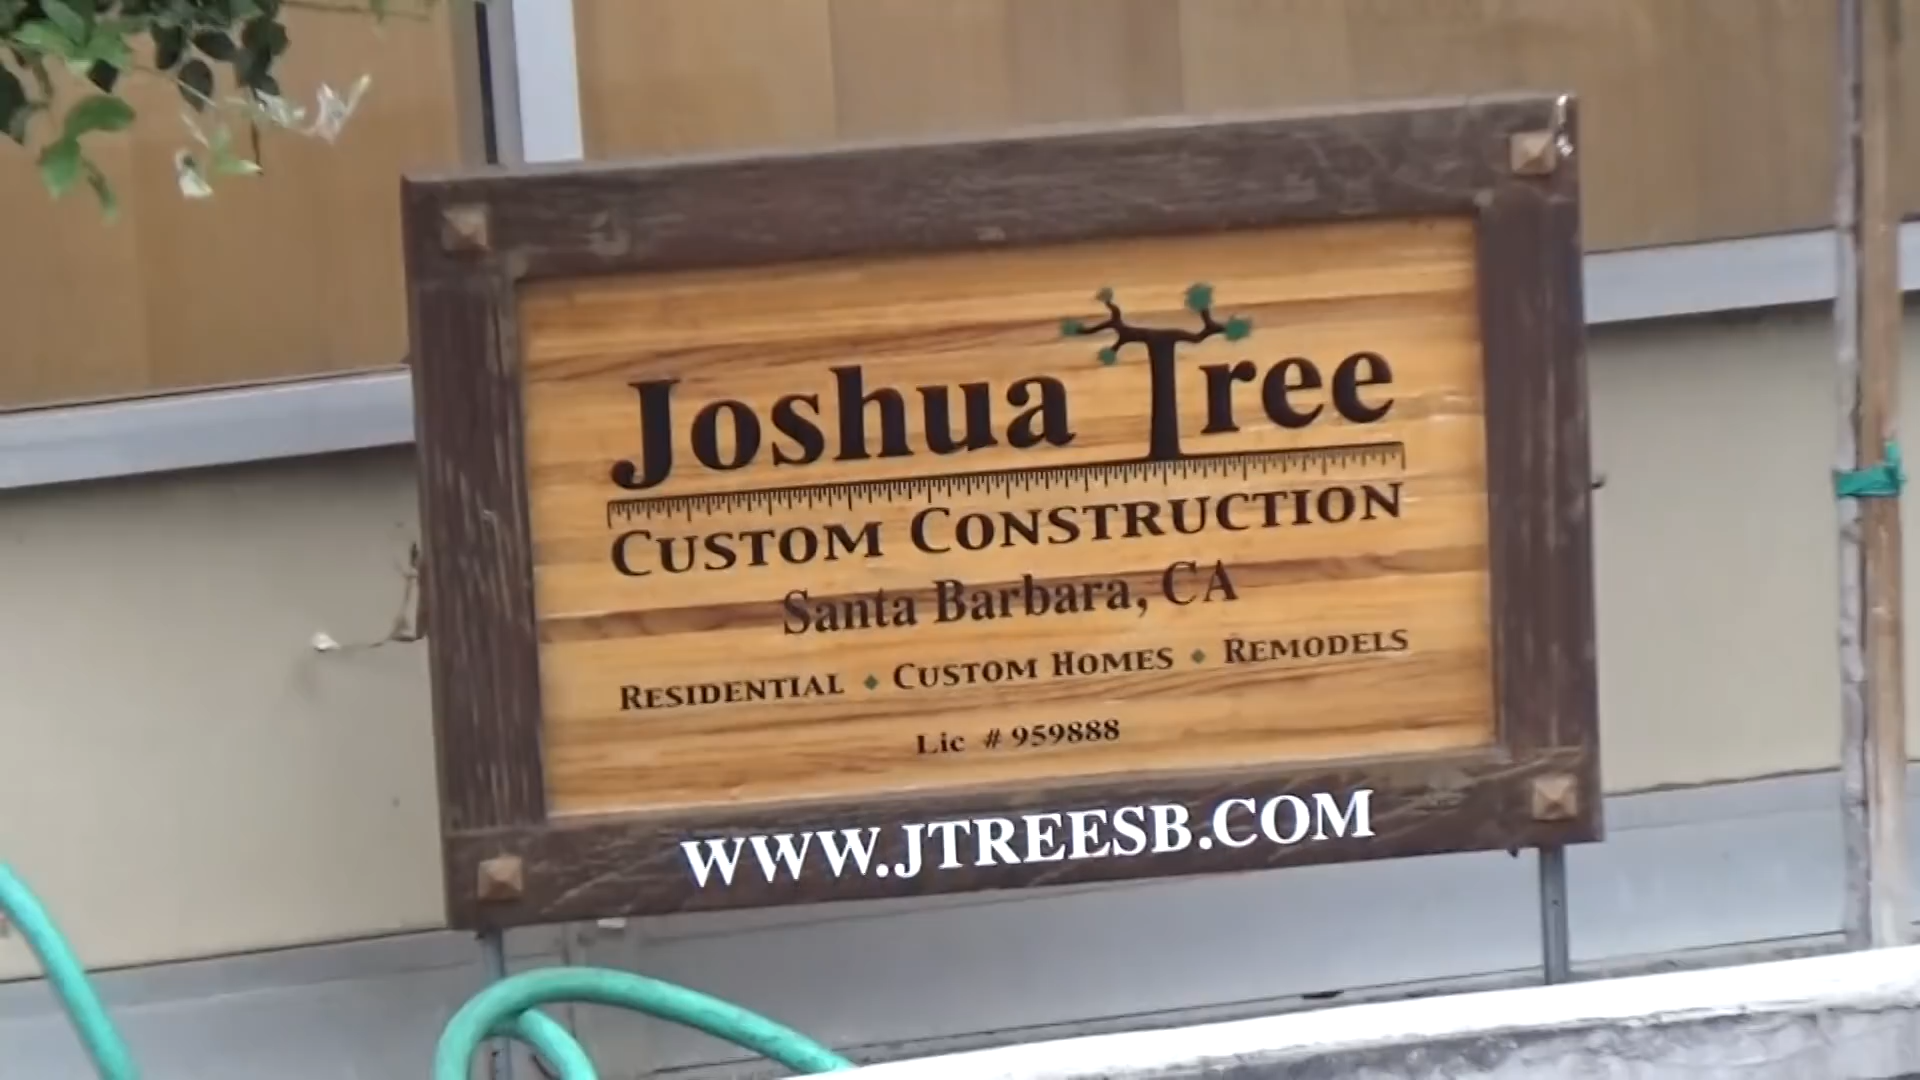 Joshua Tree
CUSTOM CONSTRUCTION
Santa Barbara, CA
RESIDENTIAL ⬥ CUSTOM HOMES ⬥ REMODELS
Lic # 959888
WWW.JTREESB.COM